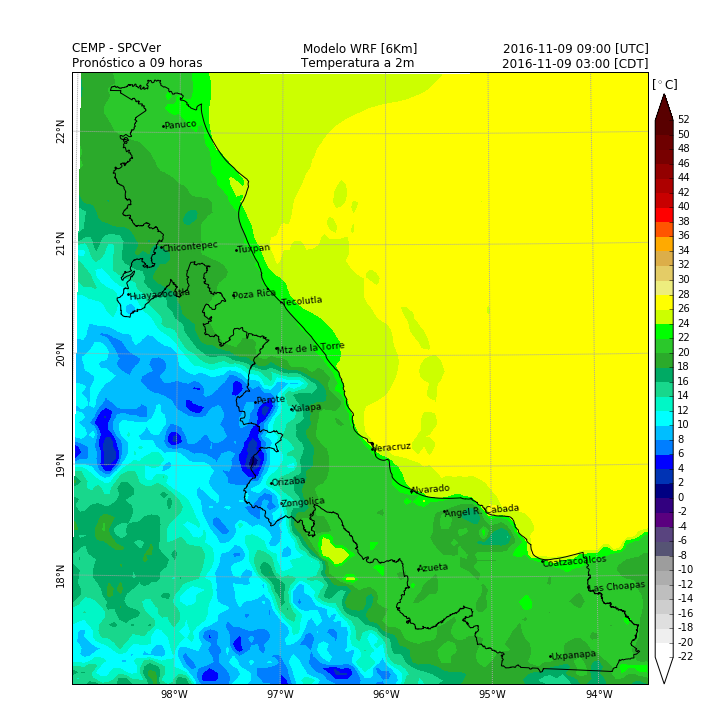 CEMP - SPCVer Modelo WRF [6Km] 2016-11-09 09:00 [UTC]
Pronóstico a 09 horas Temperatura a 2m 2016-11-09 03:00 [CDT]
[°C]
52
50
48
46
44
42
40
38
36
34
32
30
28
26
24
22
20
18
16
14
12
10
8
6
4
2
0
-2
-4
-6
-8
-10
-12
-14
-16
-18
-20
-22
22°N
21°N
20°N
19°N
18°N
Panuco
Chicontepec
Tuxpan
Huayacocotla
Poza Rica
Tecolutla
Mtz de la Torre
Perote
Xalapa
Veracruz
Orizaba
Alvarado
Zongolica
Angel R. Cabada
Azueta
Coatzacoalcos
Las Choapas
Uxpanapa
98°W 97°W 96°W 95°W 94°W